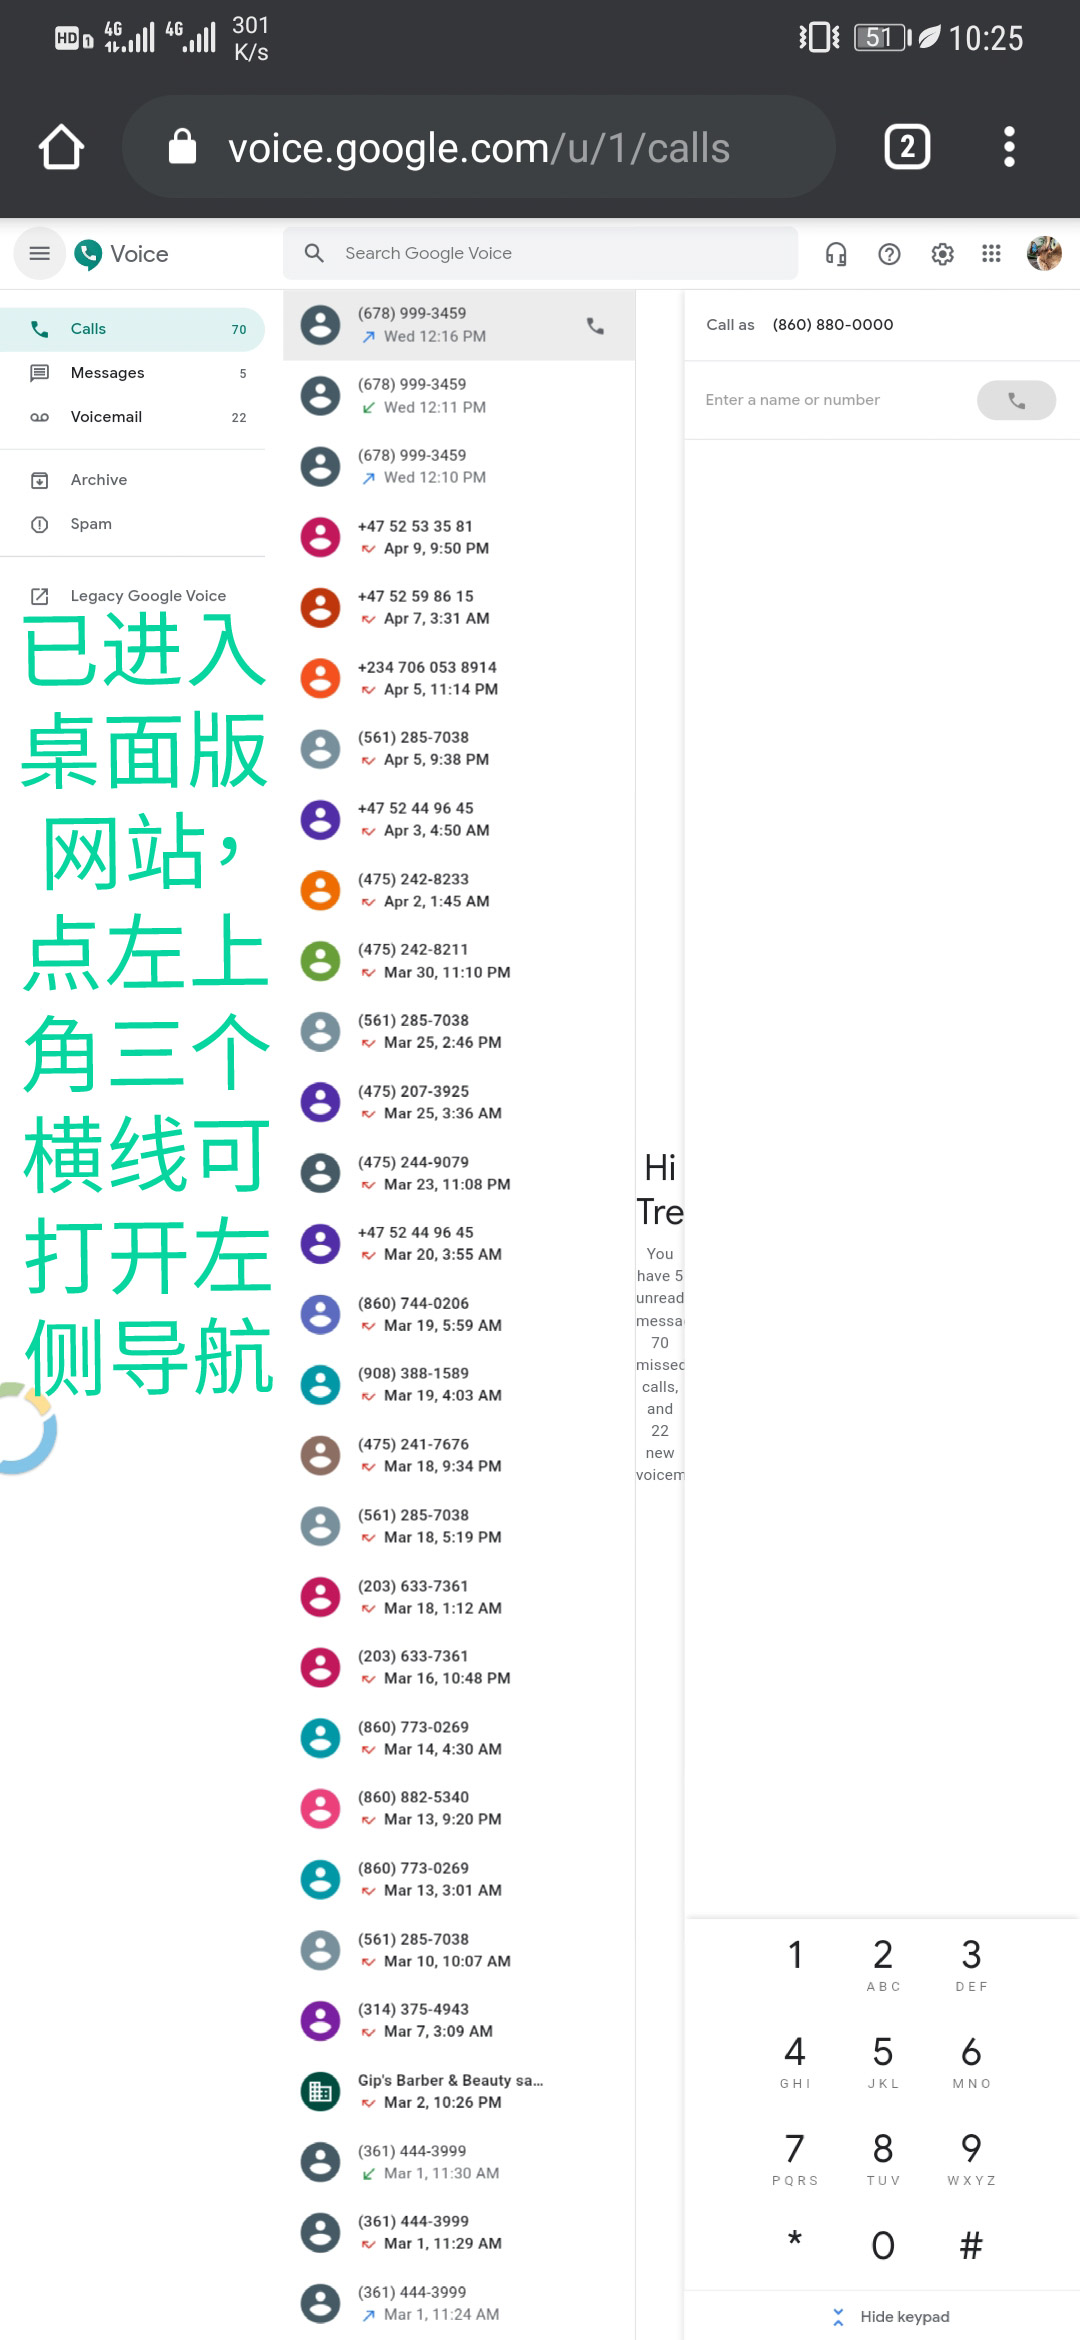 HD 1 4G 4G 301 K/s 51 10:25
voice.google.com/u/1/calls 2
Voice
Search Google Voice
Calls 70
Messages 5
Voicemail 22
Archive
Spam
Legacy Google Voice
已进入
桌面版
网站，
点左上
角三个
横线可
打开左
侧导航
(678) 999-3459
Wed 12:16 PM
(678) 999-3459
Wed 12:11 PM
(678) 999-3459
Wed 12:10 PM
+47 52 53 35 81
Apr 9, 9:50 PM
+47 52 59 86 15
Apr 7, 3:31 AM
+234 706 053 8914
Apr 5, 11:14 PM
(561) 285-7038
Apr 5, 9:38 PM
+47 52 44 96 45
Apr 3, 4:50 AM
(475) 242-8233
Apr 2, 1:45 AM
(475) 242-8211
Mar 30, 11:10 PM
(561) 285-7038
Mar 25, 2:46 PM
(475) 207-3925
Mar 25, 3:36 AM
(475) 244-9079
Mar 23, 11:08 PM
+47 52 44 96 45
Mar 20, 3:55 AM
(860) 744-0206
Mar 19, 5:59 AM
(908) 388-1589
Mar 19, 4:03 AM
(475) 241-7676
Mar 18, 9:34 PM
(561) 285-7038
Mar 18, 5:19 PM
(203) 633-7361
Mar 18, 1:12 AM
(203) 633-7361
Mar 16, 10:48 PM
(860) 773-0269
Mar 14, 4:30 AM
(860) 882-5340
Mar 13, 9:20 PM
(860) 773-0269
Mar 13, 3:01 AM
(561) 285-7038
Mar 10, 10:07 AM
(314) 375-4943
Mar 7, 3:09 AM
Gip's Barber & Beauty sa...
Mar 2, 10:26 PM
(361) 444-3999
Mar 1, 11:30 AM
(361) 444-3999
Mar 1, 11:29 AM
(361) 444-3999
Mar 1, 11:24 AM
Hi
Tre
You
have 5
unread
messa
70
missed
calls,
and
22
new
voicem
Call as (860) 880-0000
Enter a name or number
1 2 3
ABC DEF
4 5 6
GHI JKL MNO
7 8 9
PQRS TUV WXYZ
* 0 #
Hide keypad